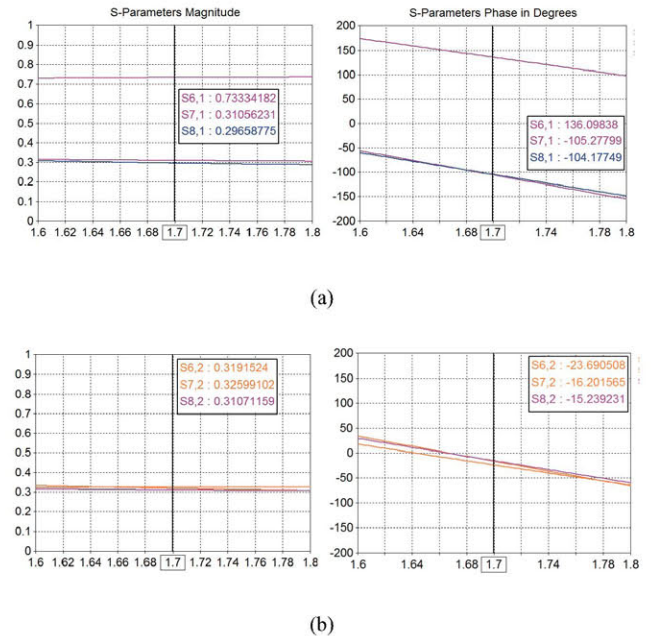 S-Parameters Magnitude
1
0.9
0.8
0.7
0.6
0.5
0.4
0.3
0.2
0.1
0
S6,1 : 0.73334182
S7,1 : 0.31056231
S8,1 : 0.29658775
1.6 1.62 1.64 1.66 1.68 1.7 1.72 1.74 1.76 1.78 1.8
S-Parameters Phase in Degrees
200
150
100
50
0
-50
-100
-150
-200
S6,1 : 136.09838
S7,1 : -105.27799
S8,1 : -104.17749
1.6 1.64 1.68 1.7 1.74 1.78 1.8
(a)
1
0.9
0.8
0.7
0.6
0.5
0.4
0.3
0.2
0.1
0
S6,2 : 0.3191524
S7,2 : 0.32599102
S8,2 : 0.31071159
1.6 1.62 1.64 1.66 1.68 1.7 1.72 1.74 1.76 1.78 1.8
200
150
100
50
0
-50
-100
-150
-200
S6,2 : -23.690508
S7,2 : -16.201565
S8,2 : -15.239231
1.6 1.64 1.68 1.7 1.74 1.78 1.8
(b)